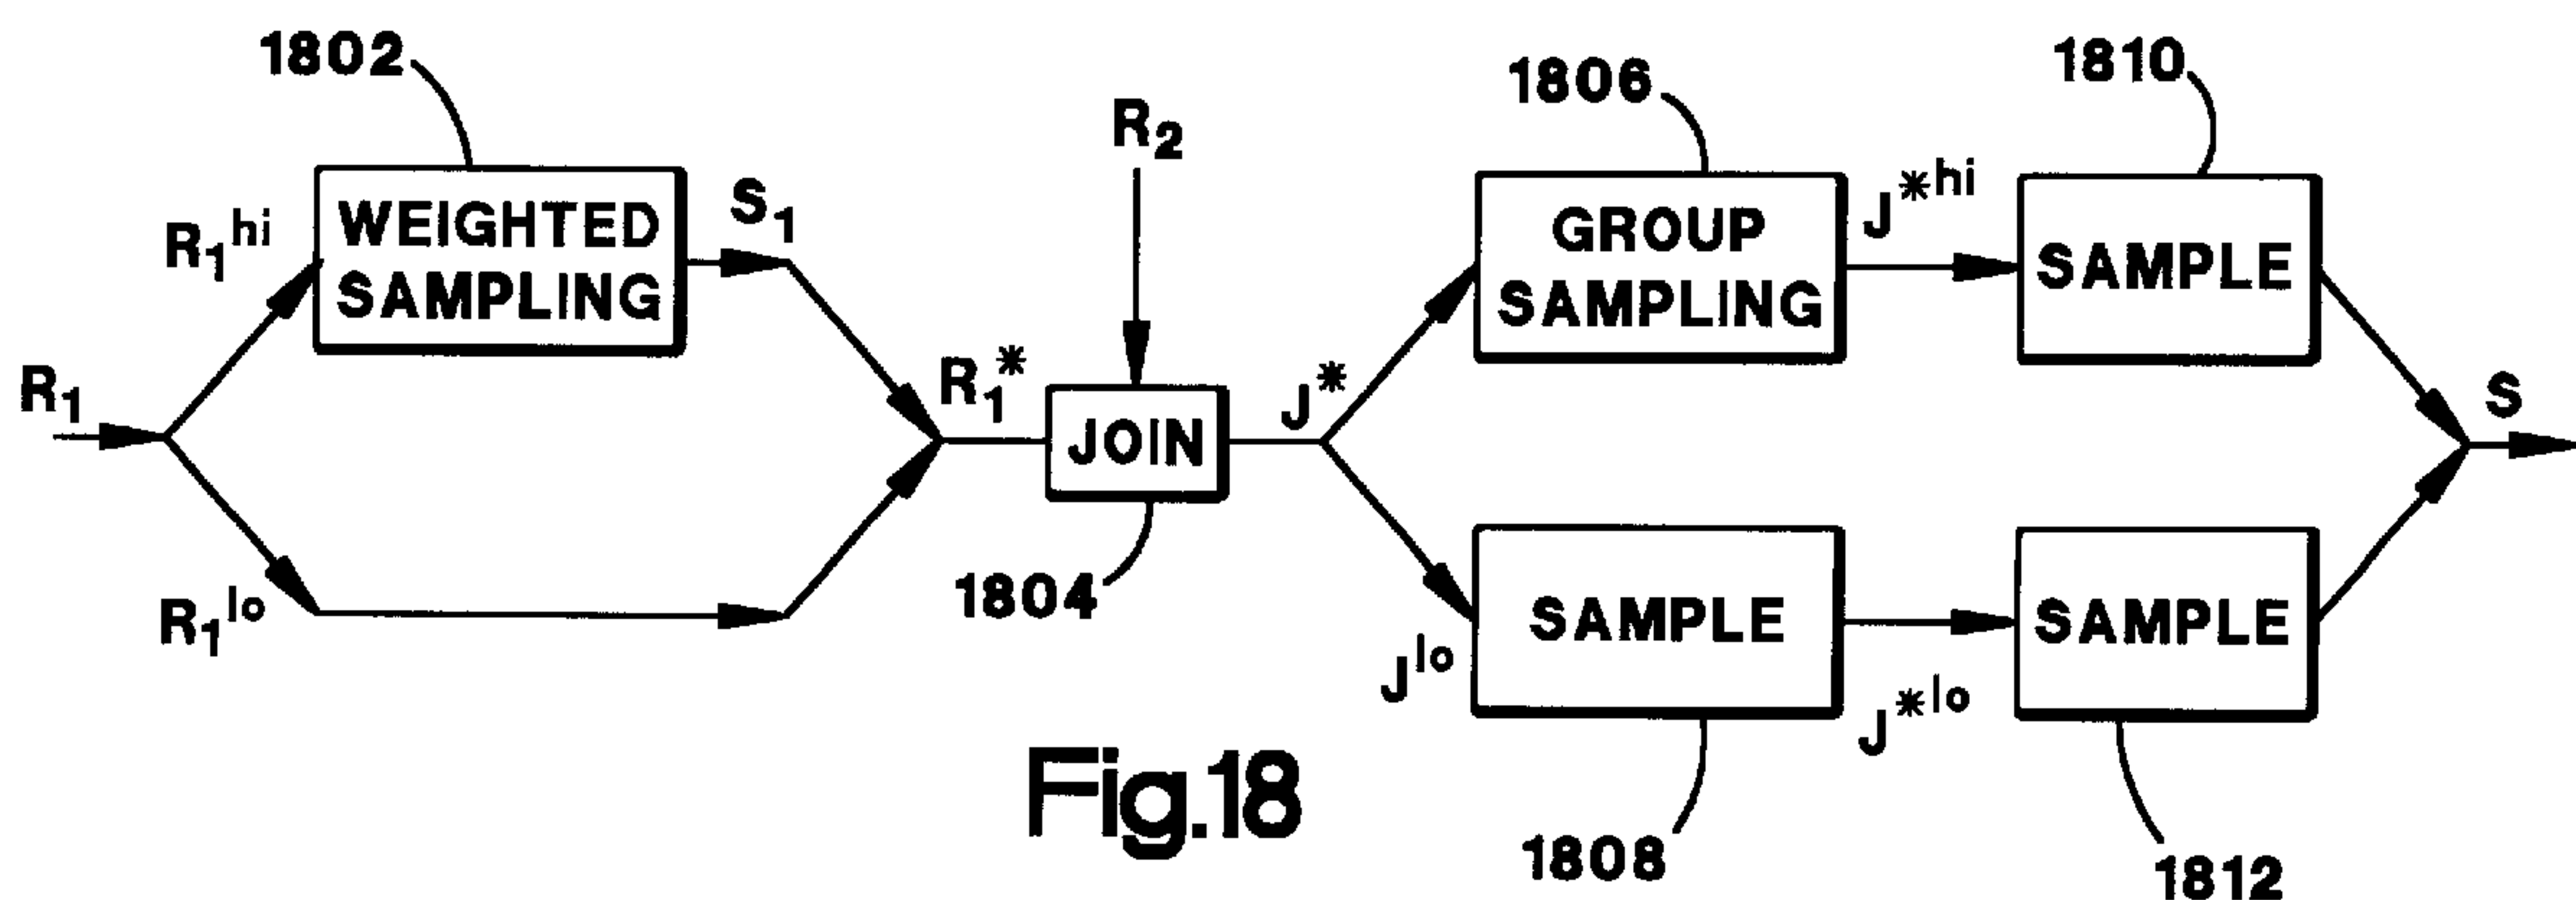 1802
1806
1810
R₂
R₁ʰⁱ
WEIGHTED
SAMPLING
S₁
GROUP
SAMPLING
J*ʰⁱ
SAMPLE
R₁
R₁*
JOIN
J*
S
R₁ˡᵒ
1804
Jˡᵒ
SAMPLE
J*ˡᵒ
SAMPLE
Fig.18
1808
1812